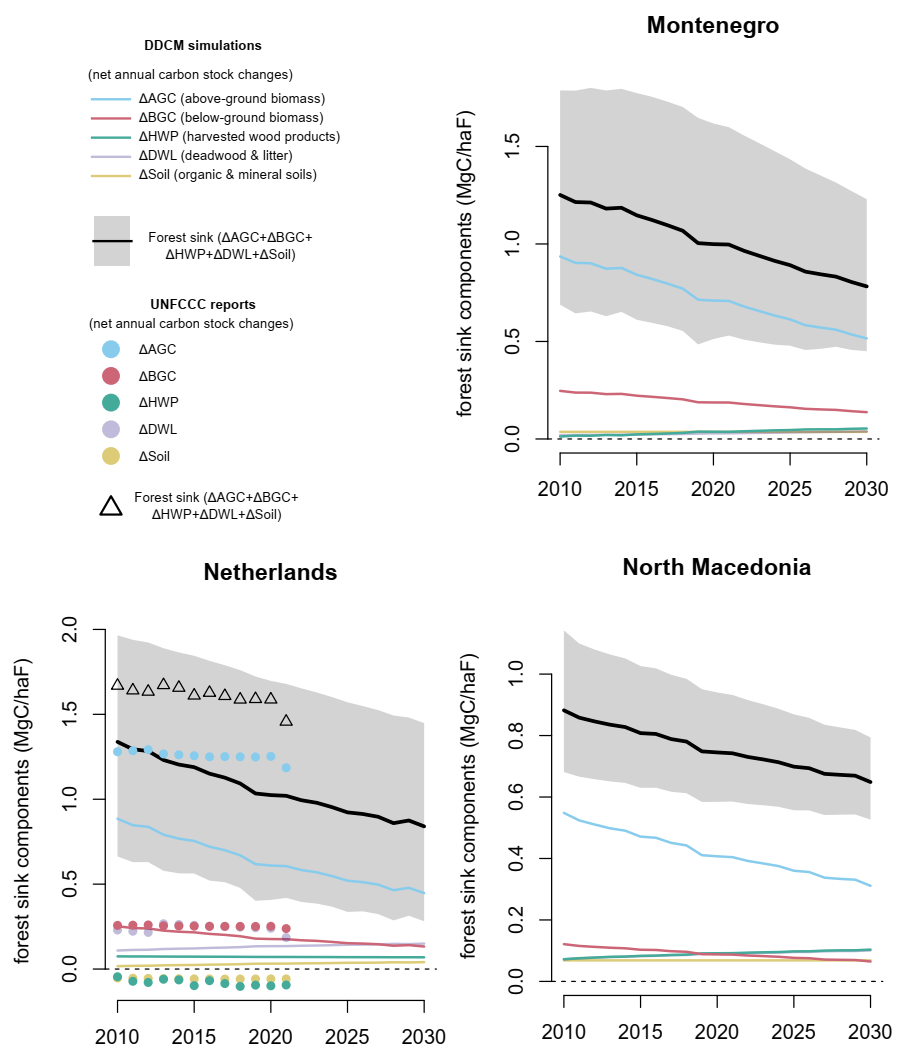 DDCM simulations
(net annual carbon stock changes)
ΔAGC (above-ground biomass)
ΔBGC (below-ground biomass)
ΔHWP (harvested wood products)
ΔDWL (deadwood & litter)
ΔSoil (organic & mineral soils)
Forest sink (ΔAGC+ΔBGC+
ΔHWP+ΔDWL+ΔSoil)
UNFCCC reports
(net annual carbon stock changes)
ΔAGC
ΔBGC
ΔHWP
ΔDWL
ΔSoil
Forest sink (ΔAGC+ΔBGC+
ΔHWP+ΔDWL+ΔSoil)
Montenegro
forest sink components (MgC/haF)
1.5
1.0
0.5
0.0
2010 2015 2020 2025 2030
Netherlands
forest sink components (MgC/haF)
2.0
1.5
1.0
0.5
0.0
2010 2015 2020 2025 2030
North Macedonia
forest sink components (MgC/haF)
1.0
0.8
0.6
0.4
0.2
0.0
2010 2015 2020 2025 2030